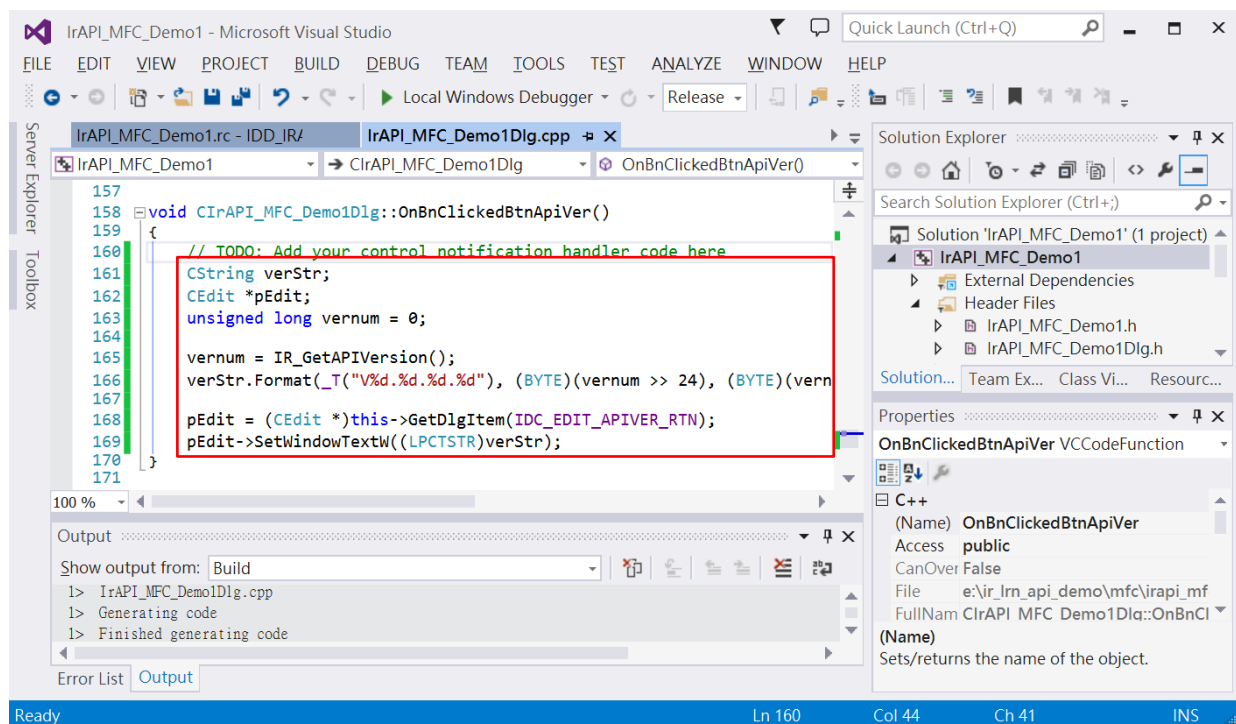 IrAPI_MFC_Demo1 - Microsoft Visual Studio
Quick Launch (Ctrl+Q)
FILE EDIT VIEW PROJECT BUILD DEBUG TEAM TOOLS TEST ANALYZE WINDOW HELP
Local Windows Debugger Release
Server Explorer
Toolbox
IrAPI_MFC_Demo1.rc - IDD_IRA
IrAPI_MFC_Demo1Dlg.cpp
IrAPI_MFC_Demo1 CIrAPI_MFC_Demo1Dlg OnBnClickedBtnApiVer()
157
158 void CIrAPI_MFC_Demo1Dlg::OnBnClickedBtnApiVer()
159 {
160 // TODO: Add your control notification handler code here
161 CString verStr;
162 CEdit *pEdit;
163 unsigned long vernum = 0;
164
165 vernum = IR_GetAPIVersion();
166 verStr.Format(_T("V%d.%d.%d.%d"), (BYTE)(vernum >> 24), (BYTE)(vern
167
168 pEdit = (CEdit *)this->GetDlgItem(IDC_EDIT_APIVER_RTN);
169 pEdit->SetWindowTextW((LPCTSTR)verStr);
170 }
171
100 %
Output
Show output from: Build
1> IrAPI_MFC_Demo1Dlg.cpp
1> Generating code
1> Finished generating code
Error List Output
Solution Explorer
Search Solution Explorer (Ctrl+;)
Solution 'IrAPI_MFC_Demo1' (1 project)
IrAPI_MFC_Demo1
External Dependencies
Header Files
IrAPI_MFC_Demo1.h
IrAPI_MFC_Demo1Dlg.h
Solution... Team Ex... Class Vi... Resourc...
Properties
OnBnClickedBtnApiVer VCCodeFunction
C++
(Name) OnBnClickedBtnApiVer
Access public
CanOver False
File e:\ir_lrn_api_demo\mfc\irapi_mf
FullNam CIrAPI_MFC_Demo1Dlg::OnBnCl
(Name)
Sets/returns the name of the object.
Ready Ln 160 Col 44 Ch 41 INS